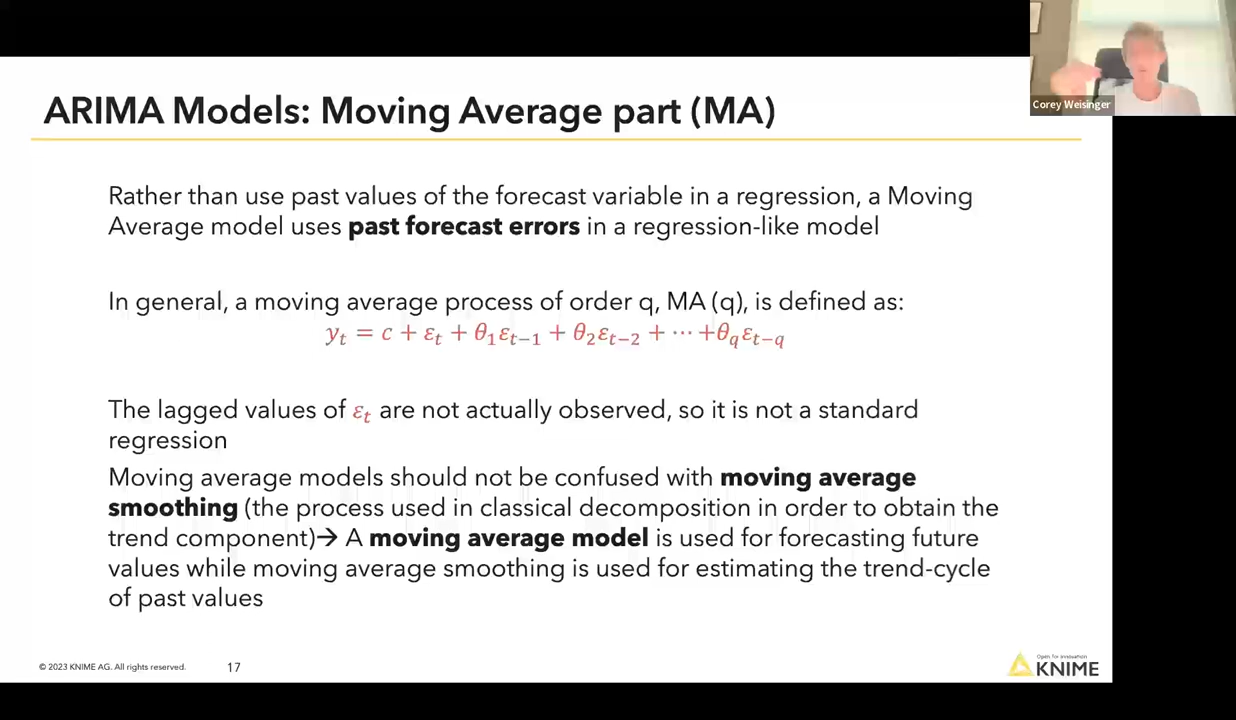 ARIMA Models: Moving Average part (MA)
Corey Weisinger
Rather than use past values of the forecast variable in a regression, a Moving
Average model uses past forecast errors in a regression-like model
In general, a moving average process of order q, MA (q), is defined as:
yₜ = c + εₜ + θ₁εₜ₋₁ + θ₂εₜ₋₂ + ⋯ +θqεₜ₋q
The lagged values of εₜ are not actually observed, so it is not a standard
regression
Moving average models should not be confused with moving average
smoothing (the process used in classical decomposition in order to obtain the
trend component)→ A moving average model is used for forecasting future
values while moving average smoothing is used for estimating the trend-cycle
of past values
© 2023 KNIME AG. All rights reserved.
17
Open for Innovation
KNIME